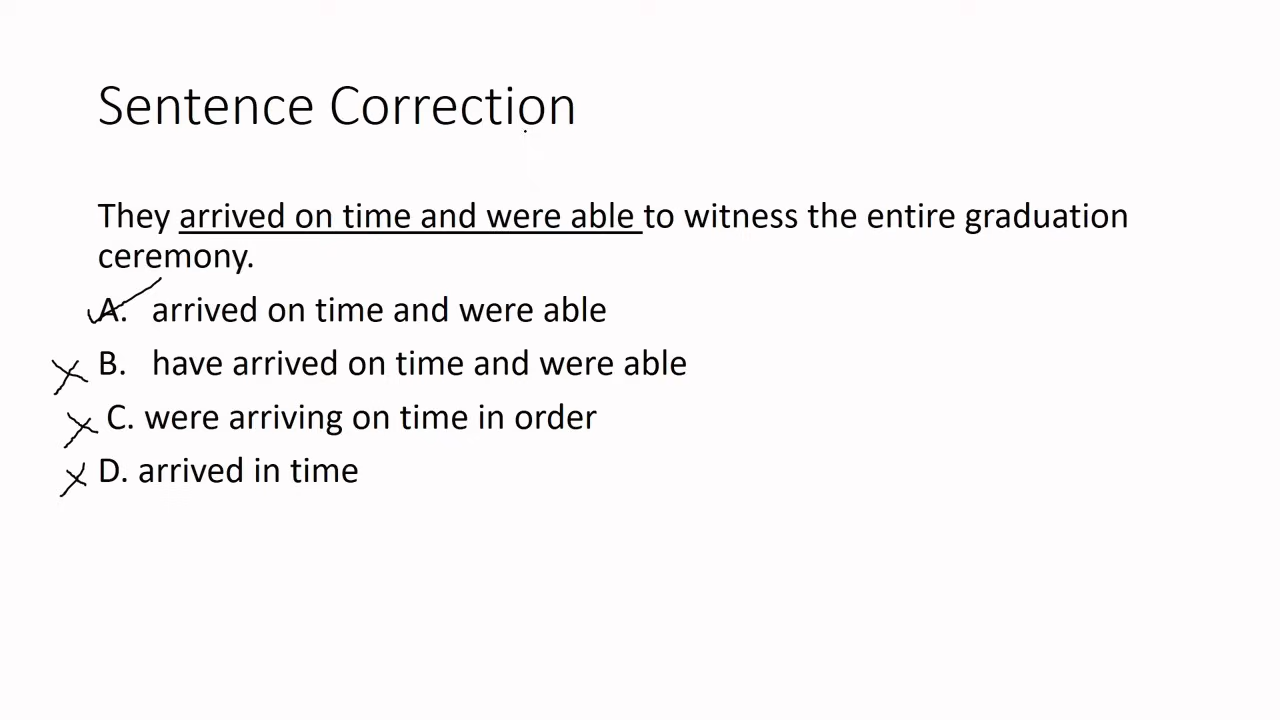 Sentence Correction
They arrived on time and were able to witness the entire graduation
ceremony.
A. arrived on time and were able
B. have arrived on time and were able
C. were arriving on time in order
D. arrived in time